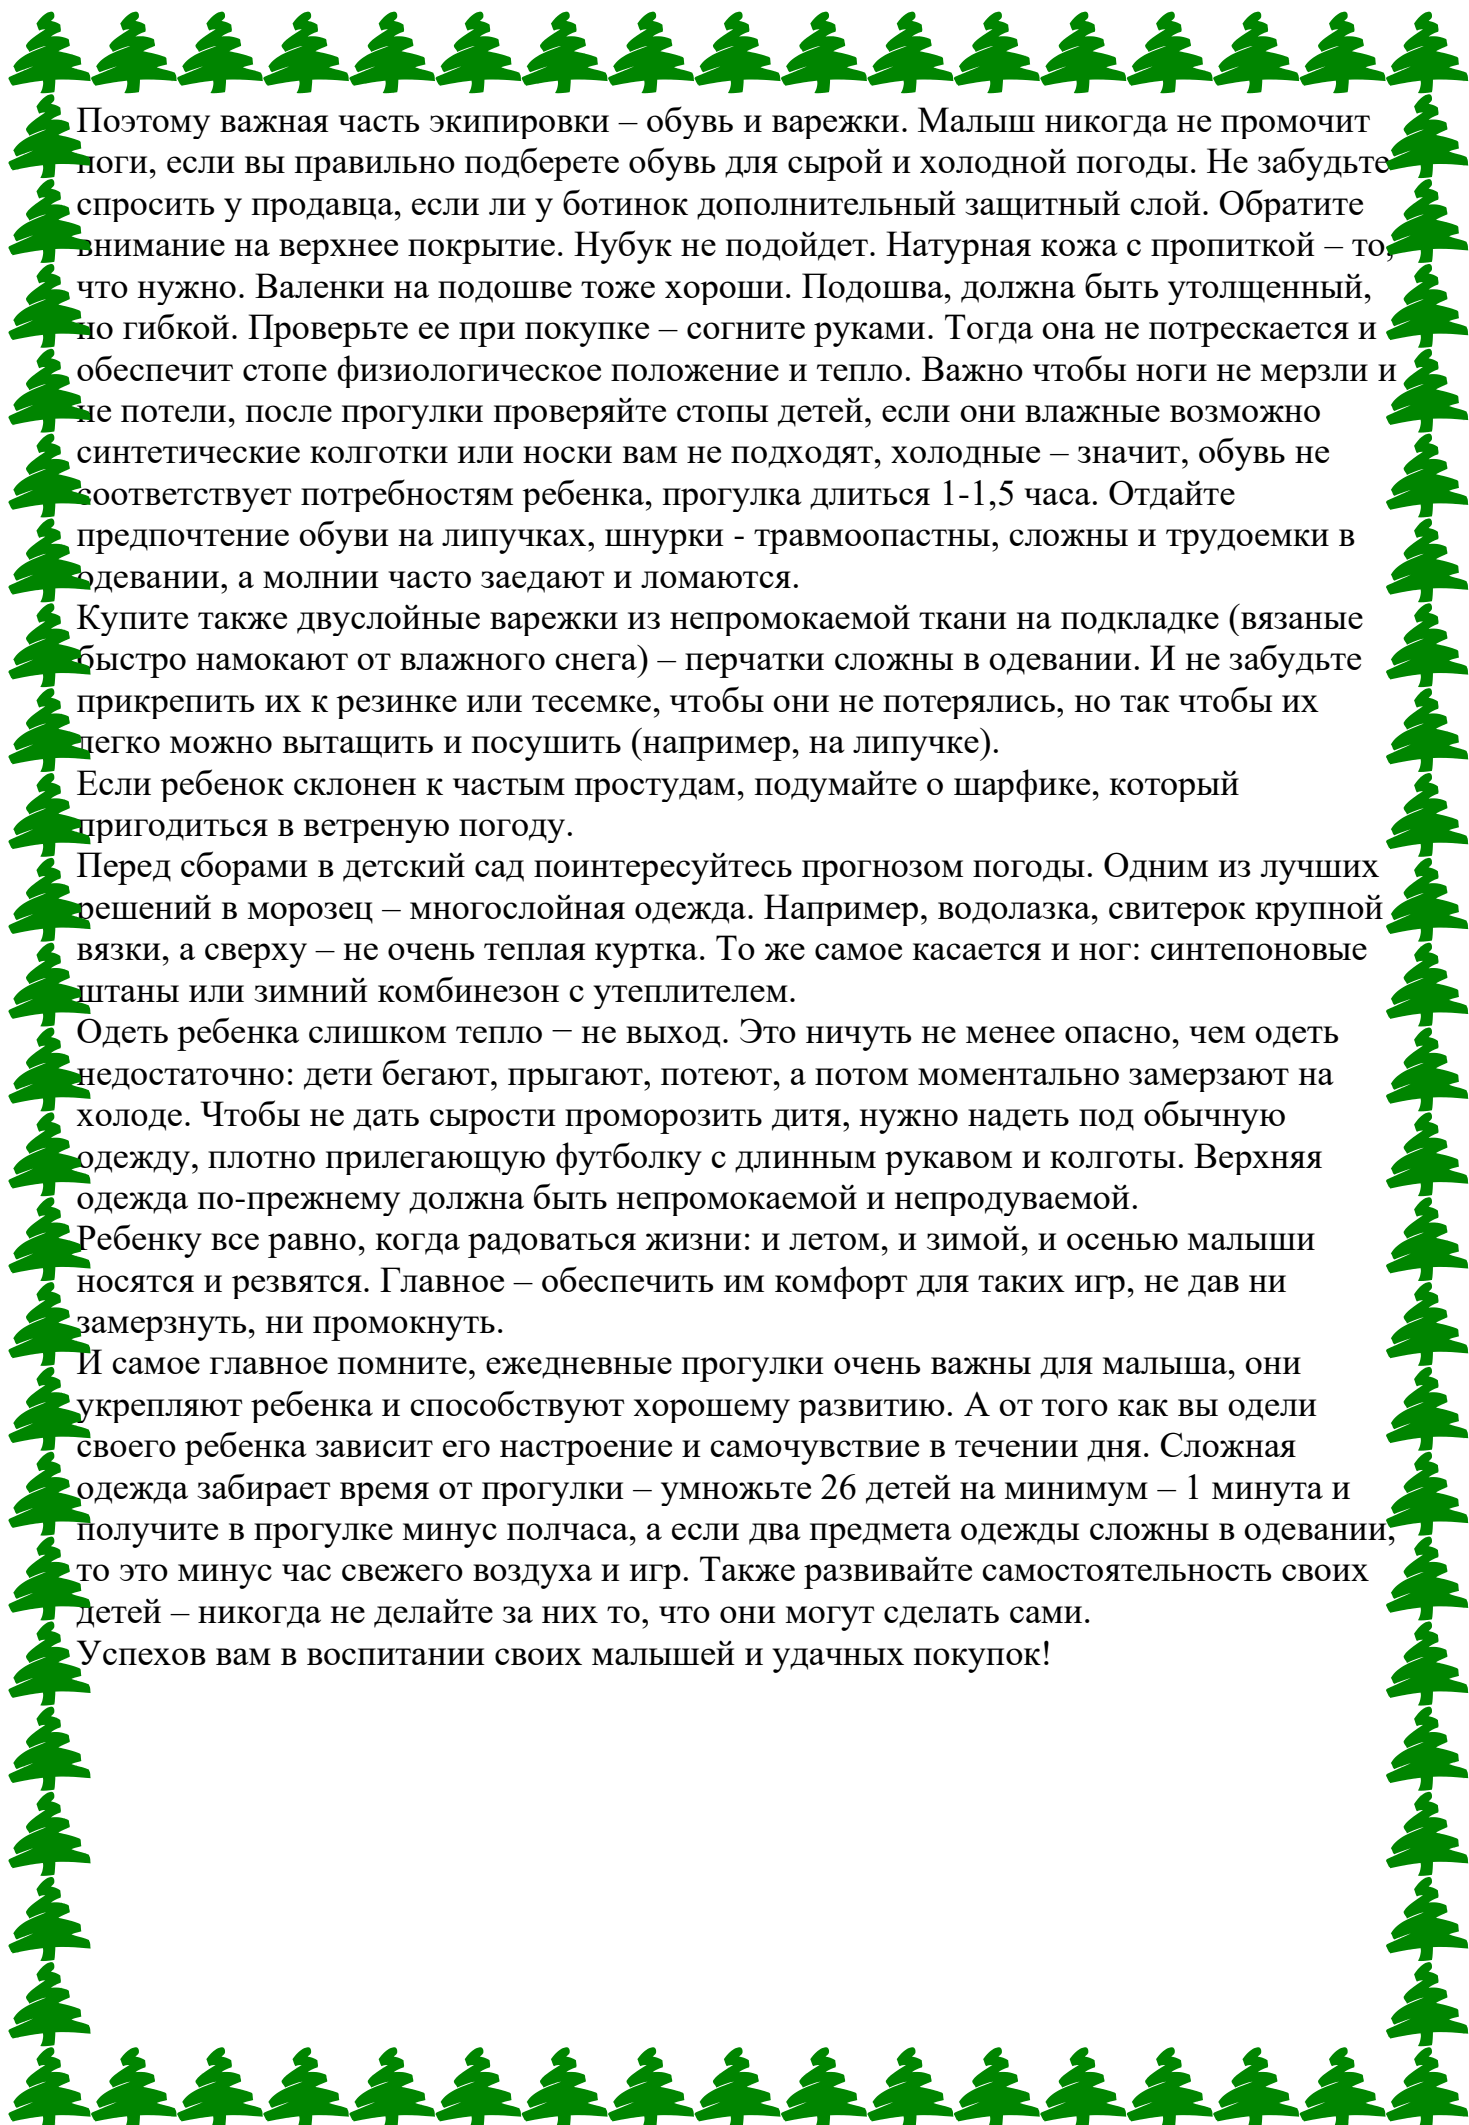 Поэтому важная часть экипировки – обувь и варежки. Малыш никогда не промочит
ноги, если вы правильно подберете обувь для сырой и холодной погоды. Не забудьте
спросить у продавца, если ли у ботинок дополнительный защитный слой. Обратите
внимание на верхнее покрытие. Нубук не подойдет. Натурная кожа с пропиткой – то,
что нужно. Валенки на подошве тоже хороши. Подошва, должна быть утолщенный,
но гибкой. Проверьте ее при покупке – согните руками. Тогда она не потрескается и
обеспечит стопе физиологическое положение и тепло. Важно чтобы ноги не мерзли и
не потели, после прогулки проверяйте стопы детей, если они влажные возможно
синтетические колготки или носки вам не подходят, холодные – значит, обувь не
соответствует потребностям ребенка, прогулка длиться 1-1,5 часа. Отдайте
предпочтение обуви на липучках, шнурки - травмоопастны, сложны и трудоемки в
одевании, а молнии часто заедают и ломаются.
Купите также двуслойные варежки из непромокаемой ткани на подкладке (вязаные
быстро намокают от влажного снега) – перчатки сложны в одевании. И не забудьте
прикрепить их к резинке или тесемке, чтобы они не потерялись, но так чтобы их
легко можно вытащить и посушить (например, на липучке).
Если ребенок склонен к частым простудам, подумайте о шарфике, который
пригодиться в ветреную погоду.
Перед сборами в детский сад поинтересуйтесь прогнозом погоды. Одним из лучших
решений в морозец – многослойная одежда. Например, водолазка, свитерок крупной
вязки, а сверху – не очень теплая куртка. То же самое касается и ног: синтепоновые
штаны или зимний комбинезон с утеплителем.
Одеть ребенка слишком тепло − не выход. Это ничуть не менее опасно, чем одеть
недостаточно: дети бегают, прыгают, потеют, а потом моментально замерзают на
холоде. Чтобы не дать сырости проморозить дитя, нужно надеть под обычную
одежду, плотно прилегающую футболку с длинным рукавом и колготы. Верхняя
одежда по-прежнему должна быть непромокаемой и непродуваемой.
Ребенку все равно, когда радоваться жизни: и летом, и зимой, и осенью малыши
носятся и резвятся. Главное – обеспечить им комфорт для таких игр, не дав ни
замерзнуть, ни промокнуть.
И самое главное помните, ежедневные прогулки очень важны для малыша, они
укрепляют ребенка и способствуют хорошему развитию. А от того как вы одели
своего ребенка зависит его настроение и самочувствие в течении дня. Сложная
одежда забирает время от прогулки – умножьте 26 детей на минимум – 1 минута и
получите в прогулке минус полчаса, а если два предмета одежды сложны в одевании,
то это минус час свежего воздуха и игр. Также развивайте самостоятельность своих
детей – никогда не делайте за них то, что они могут сделать сами.
Успехов вам в воспитании своих малышей и удачных покупок!